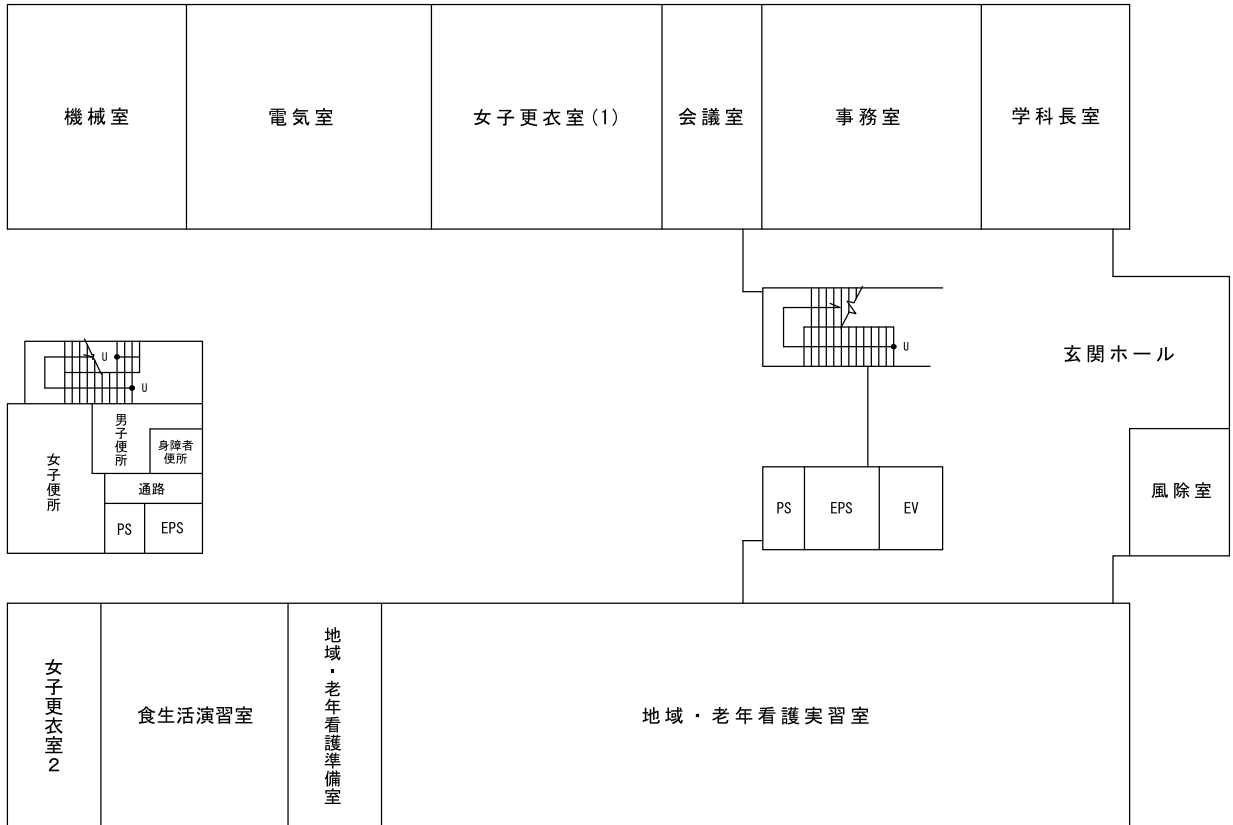 機械室
電気室
女子更衣室(1)
会議室
事務室
学科長室
玄関ホール
U
U
U
男子便所
身障者
便所
女子便所
通路
PS
EPS
PS
EPS
EV
風除室
女子更衣室2
食生活演習室
地域・老年看護準備室
地域・老年看護実習室